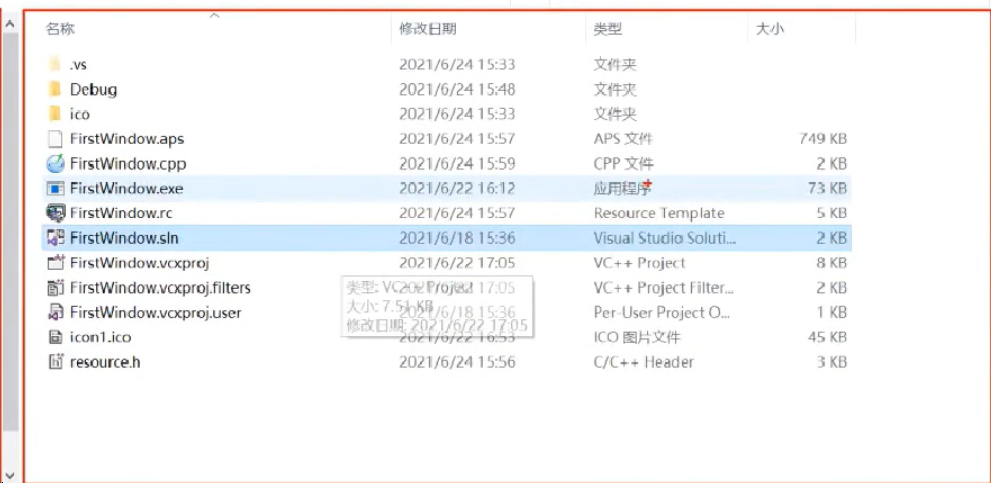 名称 修改日期 类型 大小
.vs 2021/6/24 15:33 文件夹
Debug 2021/6/24 15:48 文件夹
ico 2021/6/24 15:33 文件夹
FirstWindow.aps 2021/6/24 15:57 APS 文件 749 KB
FirstWindow.cpp 2021/6/24 15:59 CPP 文件 2 KB
FirstWindow.exe 2021/6/22 16:12 应用程序 73 KB
FirstWindow.rc 2021/6/24 15:57 Resource Template 5 KB
FirstWindow.sln 2021/6/18 15:36 Visual Studio Soluti... 2 KB
FirstWindow.vcxproj 2021/6/22 17:05 VC++ Project 8 KB
FirstWindow.vcxproj.filters 2021/6/22 17:05 VC++ Project Filter... 2 KB
类型: VC++ Project
大小: 7.51 KB
FirstWindow.vcxproj.user 2021/6/18 15:36 Per-User Project O... 1 KB
修改日期: 2021/6/22 17:05
icon1.ico 2021/6/22 16:53 ICO 图片文件 45 KB
resource.h 2021/6/24 15:56 C/C++ Header 3 KB